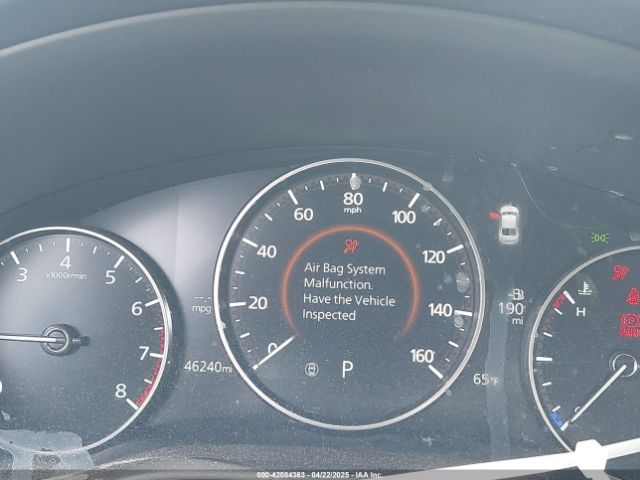 3 4 5 6 7 8
x1000r/min
0 20 40 60 80 100 120 140 160
mph
Air Bag System
Malfunction.
Have the Vehicle
Inspected
P
mpg
46240mi
190
mi
65°F
H
PARK
000-42084363 - 04/22/2025 - IAA Inc.